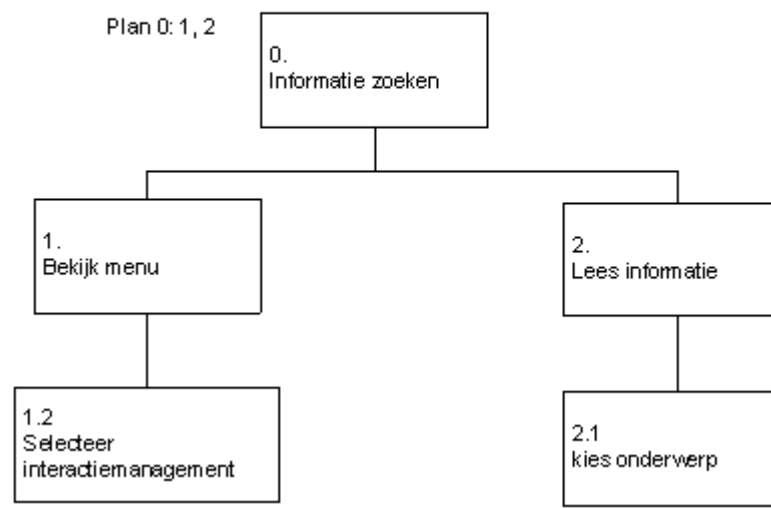 Plan 0: 1, 2
0.
Informatie zoeken
1.
Bekijk menu
2.
Lees informatie
1.2
Selecteer
interactiemanagement
2.1
kies onderwerp